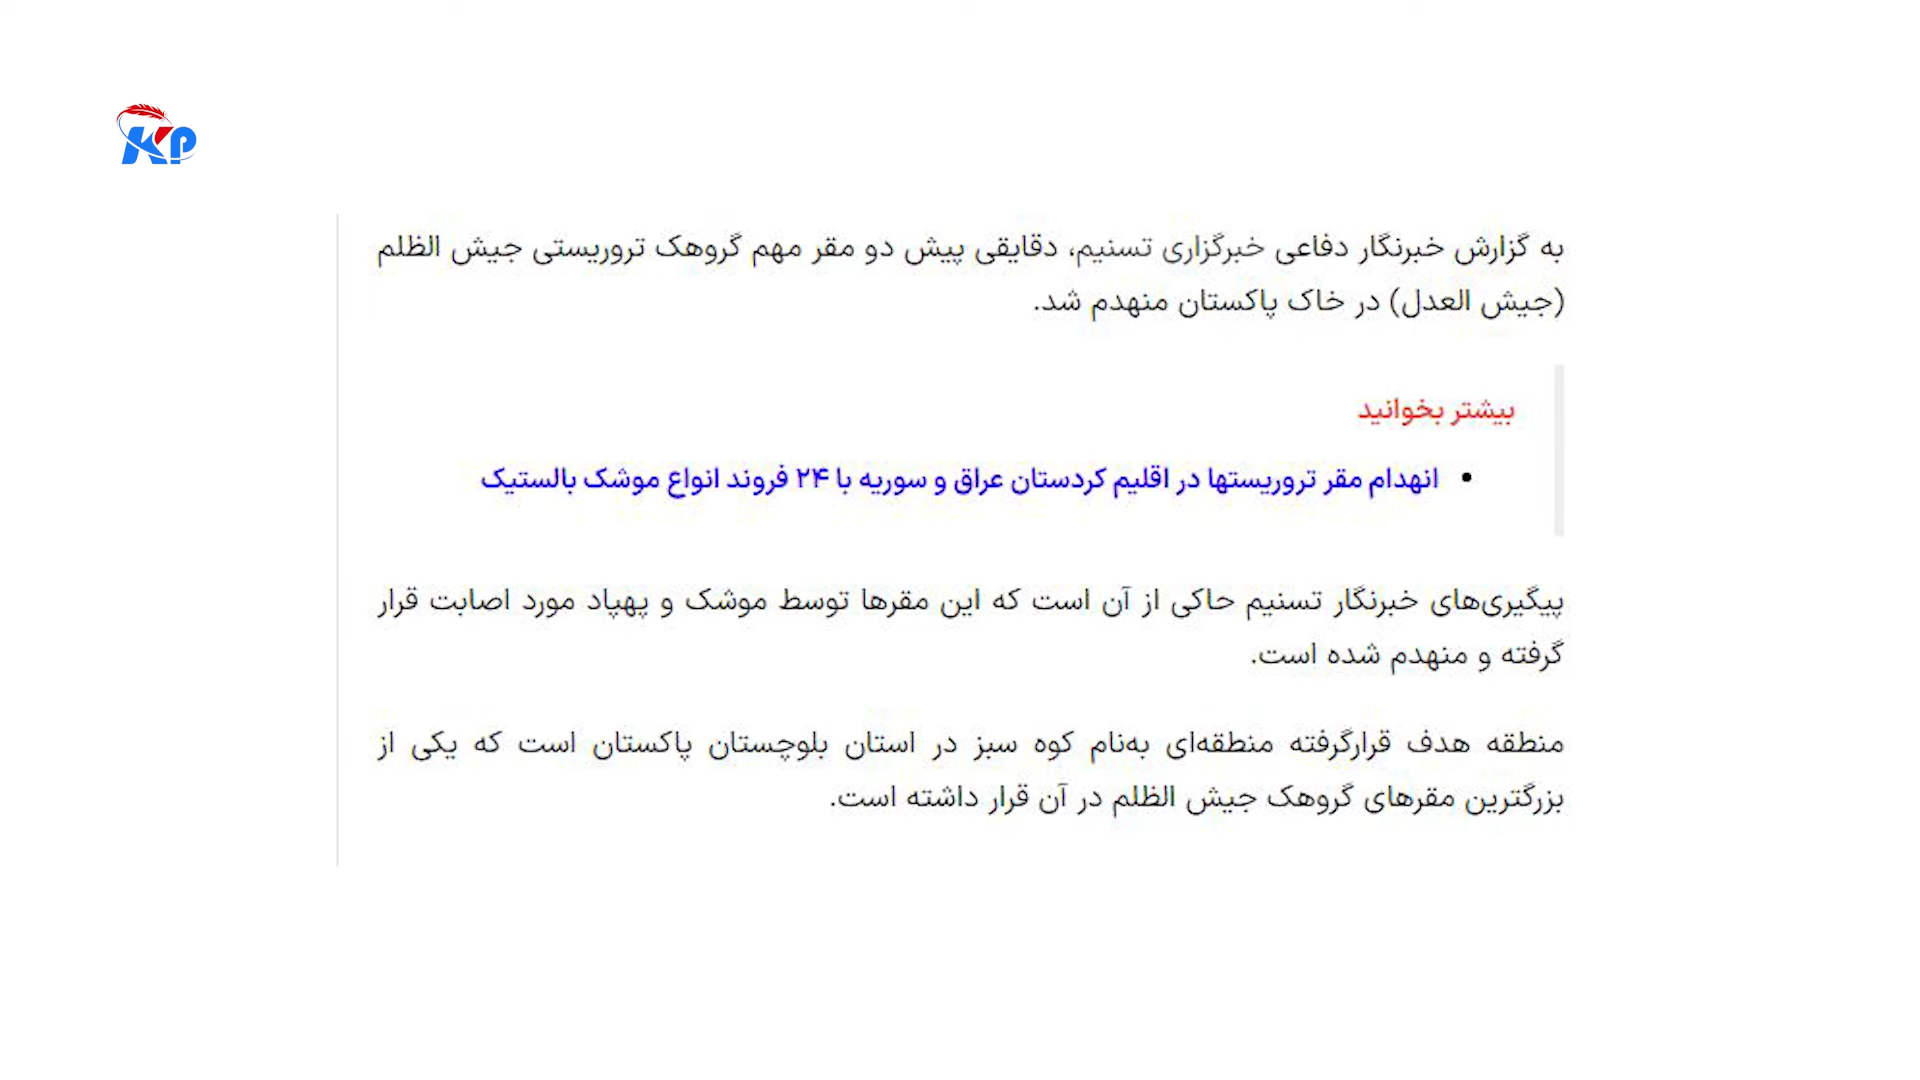 KP
به گزارش خبرنگار دفاعی خبرگزاری تسنیم، دقایقی پیش دو مقر مهم گروهک تروریستی جیش الظلم
(جیش العدل) در خاک پاکستان منهدم شد.
بیشتر بخوانید
• انهدام مقر تروریستها در اقلیم کردستان عراق و سوریه با ۲۴ فروند انواع موشک بالستیک
پیگیری‌های خبرنگار تسنیم حاکی از آن است که این مقرها توسط موشک و پهپاد مورد اصابت قرار
گرفته و منهدم شده است.
منطقه هدف قرارگرفته منطقه‌ای به‌نام کوه سبز در استان بلوچستان پاکستان است که یکی از
بزرگترین مقرهای گروهک جیش الظلم در آن قرار داشته است.